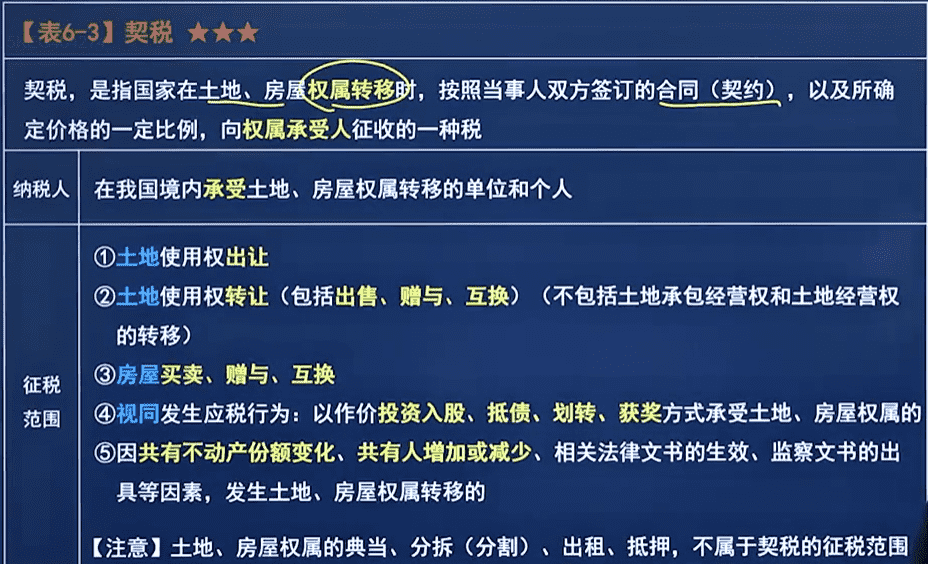 【表6-3】契税 ★★★
契税，是指国家在土地、房屋权属转移时，按照当事人双方签订的合同（契约），以及所确
定价格的一定比例，向权属承受人征收的一种税
纳税人
在我国境内承受土地、房屋权属转移的单位和个人
征税
范围
①土地使用权出让
②土地使用权转让（包括出售、赠与、互换）（不包括土地承包经营权和土地经营权
的转移）
③房屋买卖、赠与、互换
④视同发生应税行为：以作价投资入股、抵债、划转、获奖方式承受土地、房屋权属的
⑤因共有不动产份额变化、共有人增加或减少、相关法律文书的生效、监察文书的出
具等因素，发生土地、房屋权属转移的
【注意】土地、房屋权属的典当、分拆（分割）、出租、抵押，不属于契税的征税范围